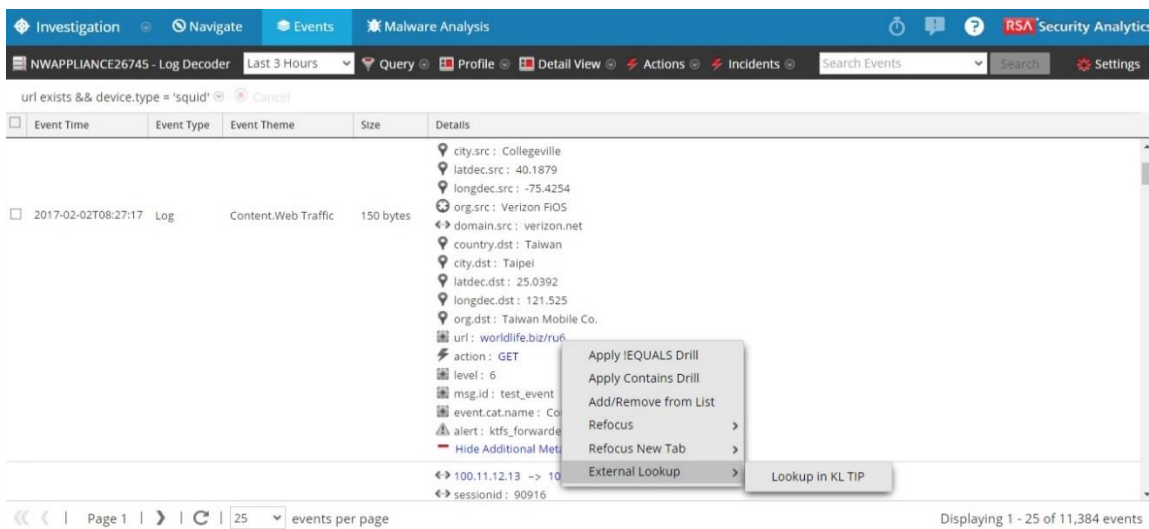 Investigation Navigate Events Malware Analysis ? RSA Security Analytics
NWAPPLIANCE26745 - Log Decoder Last 3 Hours Query Profile Detail View Actions Incidents Search Events Search Settings
url exists && device.type = 'squid' Cancel
Event Time Event Type Event Theme Size Details
city.src : Collegeville
latdec.src : 40.1879
longdec.src : -75.4254
org.src : Verizon FiOS
2017-02-02T08:27:17 Log Content.Web Traffic 150 bytes
domain.src : verizon.net
country.dst : Taiwan
city.dst : Taipei
latdec.dst : 25.0392
longdec.dst : 121.525
org.dst : Taiwan Mobile Co.
url : worldlife.biz/ru6
action : GET
level : 6
msg.id : test_event
event.cat.name : Co
alert : ktfs_forwarde
Hide Additional Meta
100.11.12.13 -> 10
sessionid : 90916
Apply !EQUALS Drill
Apply Contains Drill
Add/Remove from List
Refocus >
Refocus New Tab >
External Lookup >
Lookup in KL TIP
Page 1 25 events per page Displaying 1 - 25 of 11,384 events